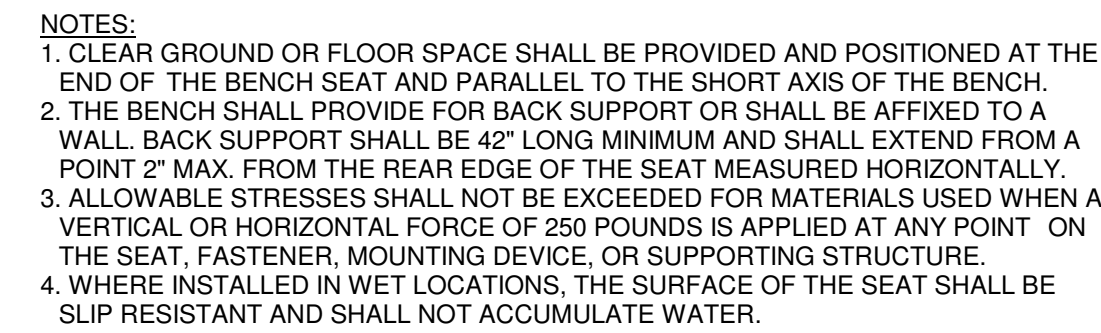 NOTES:
1. CLEAR GROUND OR FLOOR SPACE SHALL BE PROVIDED AND POSITIONED AT THE
END OF THE BENCH SEAT AND PARALLEL TO THE SHORT AXIS OF THE BENCH.
2. THE BENCH SHALL PROVIDE FOR BACK SUPPORT OR SHALL BE AFFIXED TO A
WALL. BACK SUPPORT SHALL BE 42" LONG MINIMUM AND SHALL EXTEND FROM A
POINT 2" MAX. FROM THE REAR EDGE OF THE SEAT MEASURED HORIZONTALLY.
3. ALLOWABLE STRESSES SHALL NOT BE EXCEEDED FOR MATERIALS USED WHEN A
VERTICAL OR HORIZONTAL FORCE OF 250 POUNDS IS APPLIED AT ANY POINT ON
THE SEAT, FASTENER, MOUNTING DEVICE, OR SUPPORTING STRUCTURE.
4. WHERE INSTALLED IN WET LOCATIONS, THE SURFACE OF THE SEAT SHALL BE
SLIP RESISTANT AND SHALL NOT ACCUMULATE WATER.